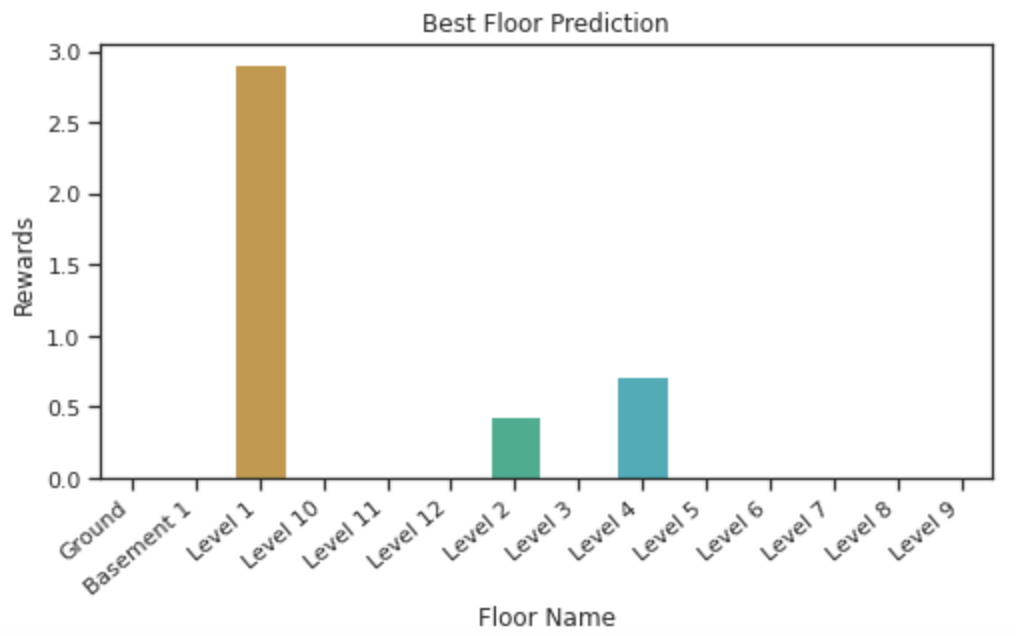 Best Floor Prediction
3.0
2.5
2.0
1.5
1.0
0.5
0.0
Rewards
Ground
Basement 1
Level 1
Level 10
Level 11
Level 12
Level 2
Level 3
Level 4
Level 5
Level 6
Level 7
Level 8
Level 9
Floor Name